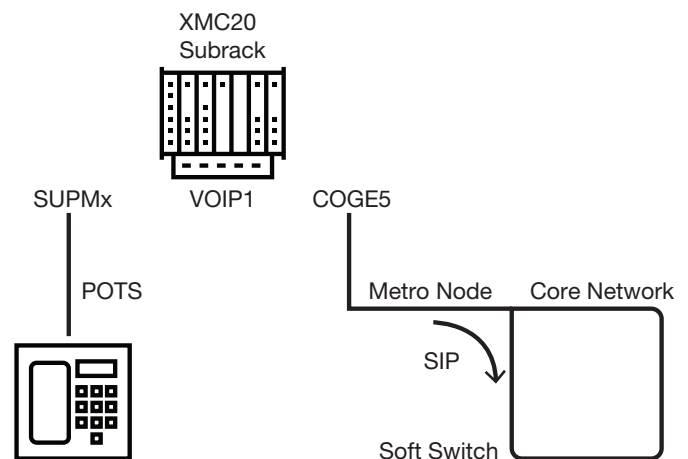 XMC20
Subrack
SUPMx
VOIP1
COGE5
POTS
Metro Node
Core Network
SIP
Soft Switch